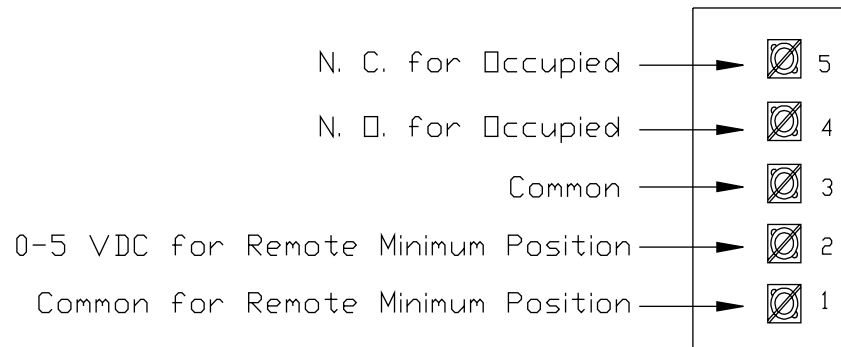 N. C. for Occupied 5
N. O. for Occupied 4
Common 3
0-5 VDC for Remote Minimum Position 2
Common for Remote Minimum Position 1